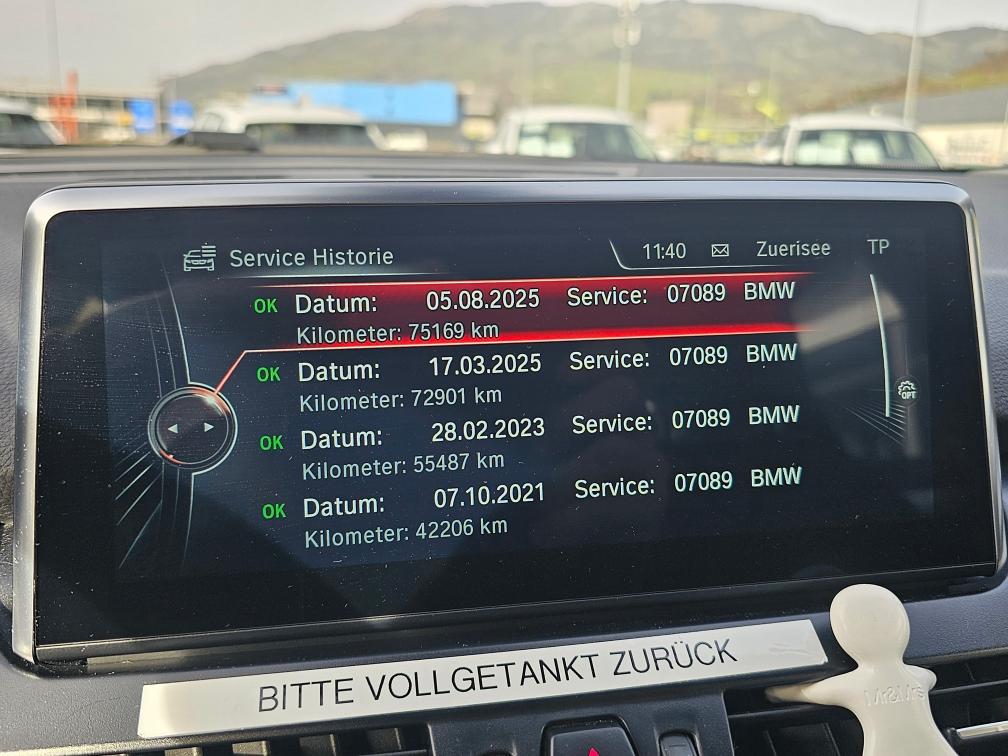 Service Historie 11:40 Zuerisee TP
OK Datum: 05.08.2025 Service: 07089 BMW
Kilometer: 75169 km
OK Datum: 17.03.2025 Service: 07089 BMW
Kilometer: 72901 km
OK Datum: 28.02.2023 Service: 07089 BMW
Kilometer: 55487 km
OK Datum: 07.10.2021 Service: 07089 BMW
Kilometer: 42206 km
OPT
BITTE VOLLGETANKT ZURÜCK